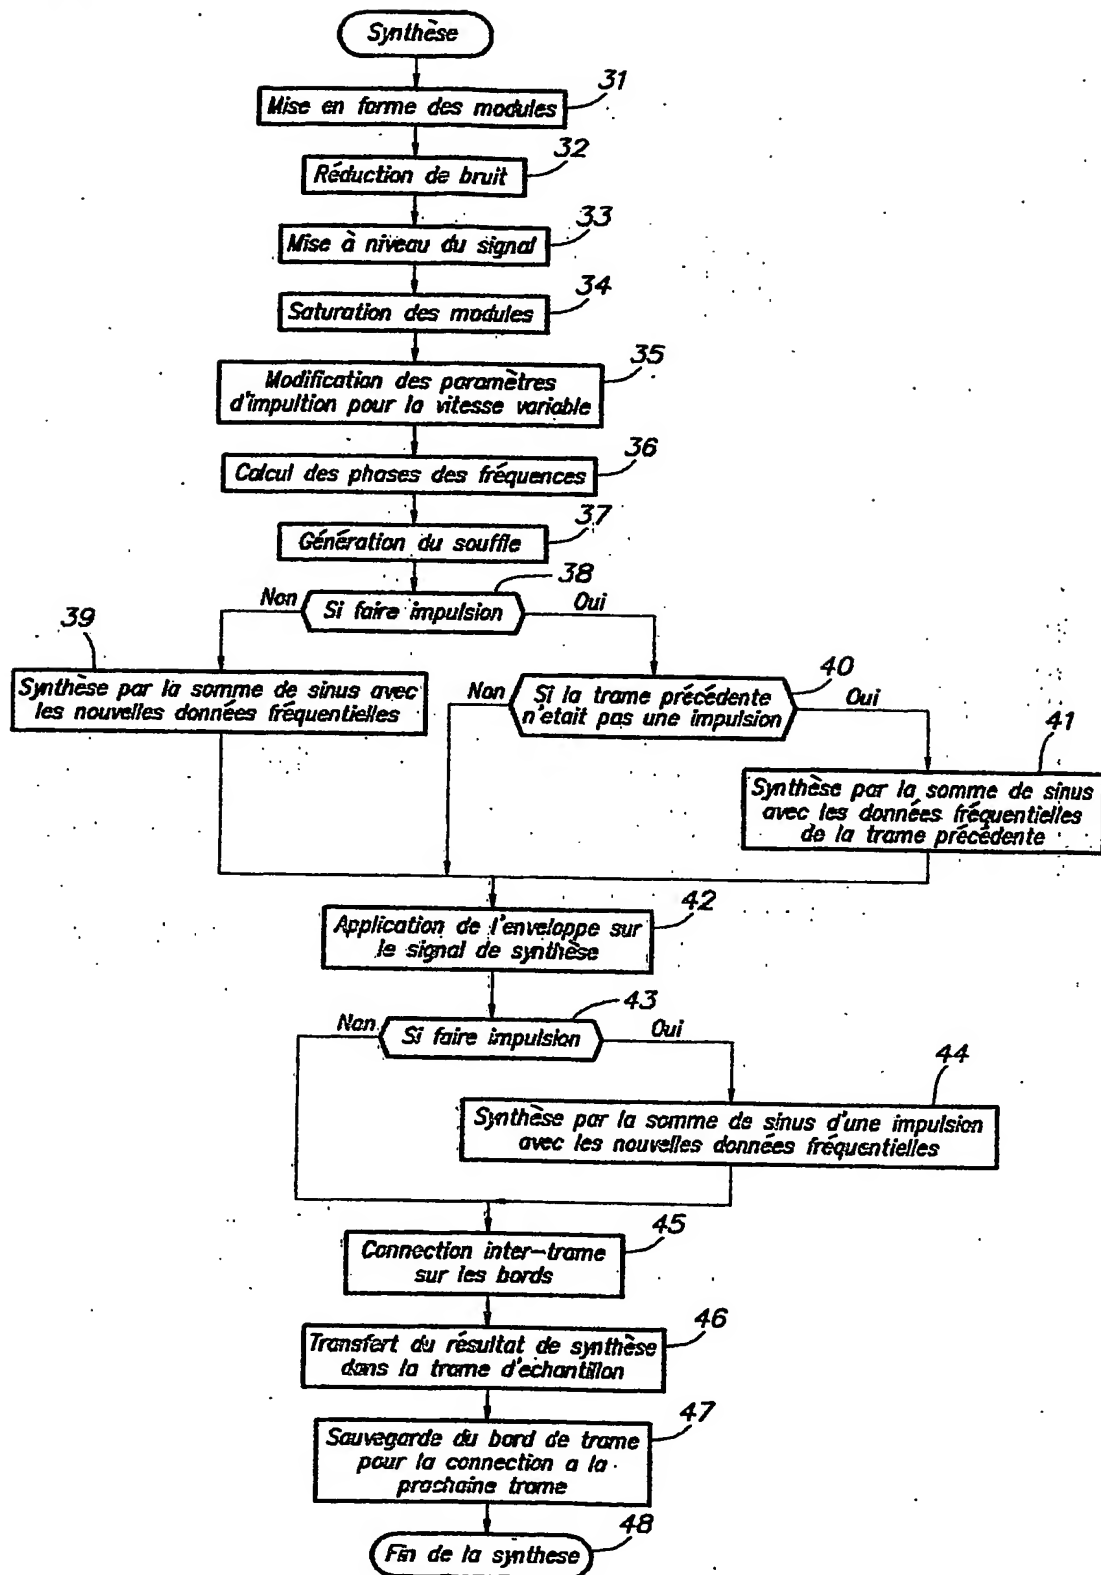 Synthèse
31
Mise en forme des modules
32
Réduction de bruit
33
Mise à niveau du signal
34
Saturation des modules
35
Modification des paramètres
d'impultion pour la vitesse variable
36
Calcul des phases des fréquences
37
Génération du souffle
38
Non
Si faire impulsion
Oui
39
Synthèse par la somme de sinus avec
les nouvelles données fréquentielles
40
Non
Si la trame précédente
n'etait pas une impulsion
Oui
41
Synthèse par la somme de sinus
avec les données fréquentielles
de la trame précédente
42
Application de l'enveloppe sur
le signal de synthèse
43
Non
Si faire impulsion
Oui
44
Synthèse par la somme de sinus d'une impulsion
avec les nouvelles données fréquentielles
45
Connection inter-trame
sur les bords
46
Transfert du résultat de synthèse
dans la trame d'échantillon
47
Sauvegarde du bord de trame
pour la connection a la
prochaine trame
48
Fin de la synthese